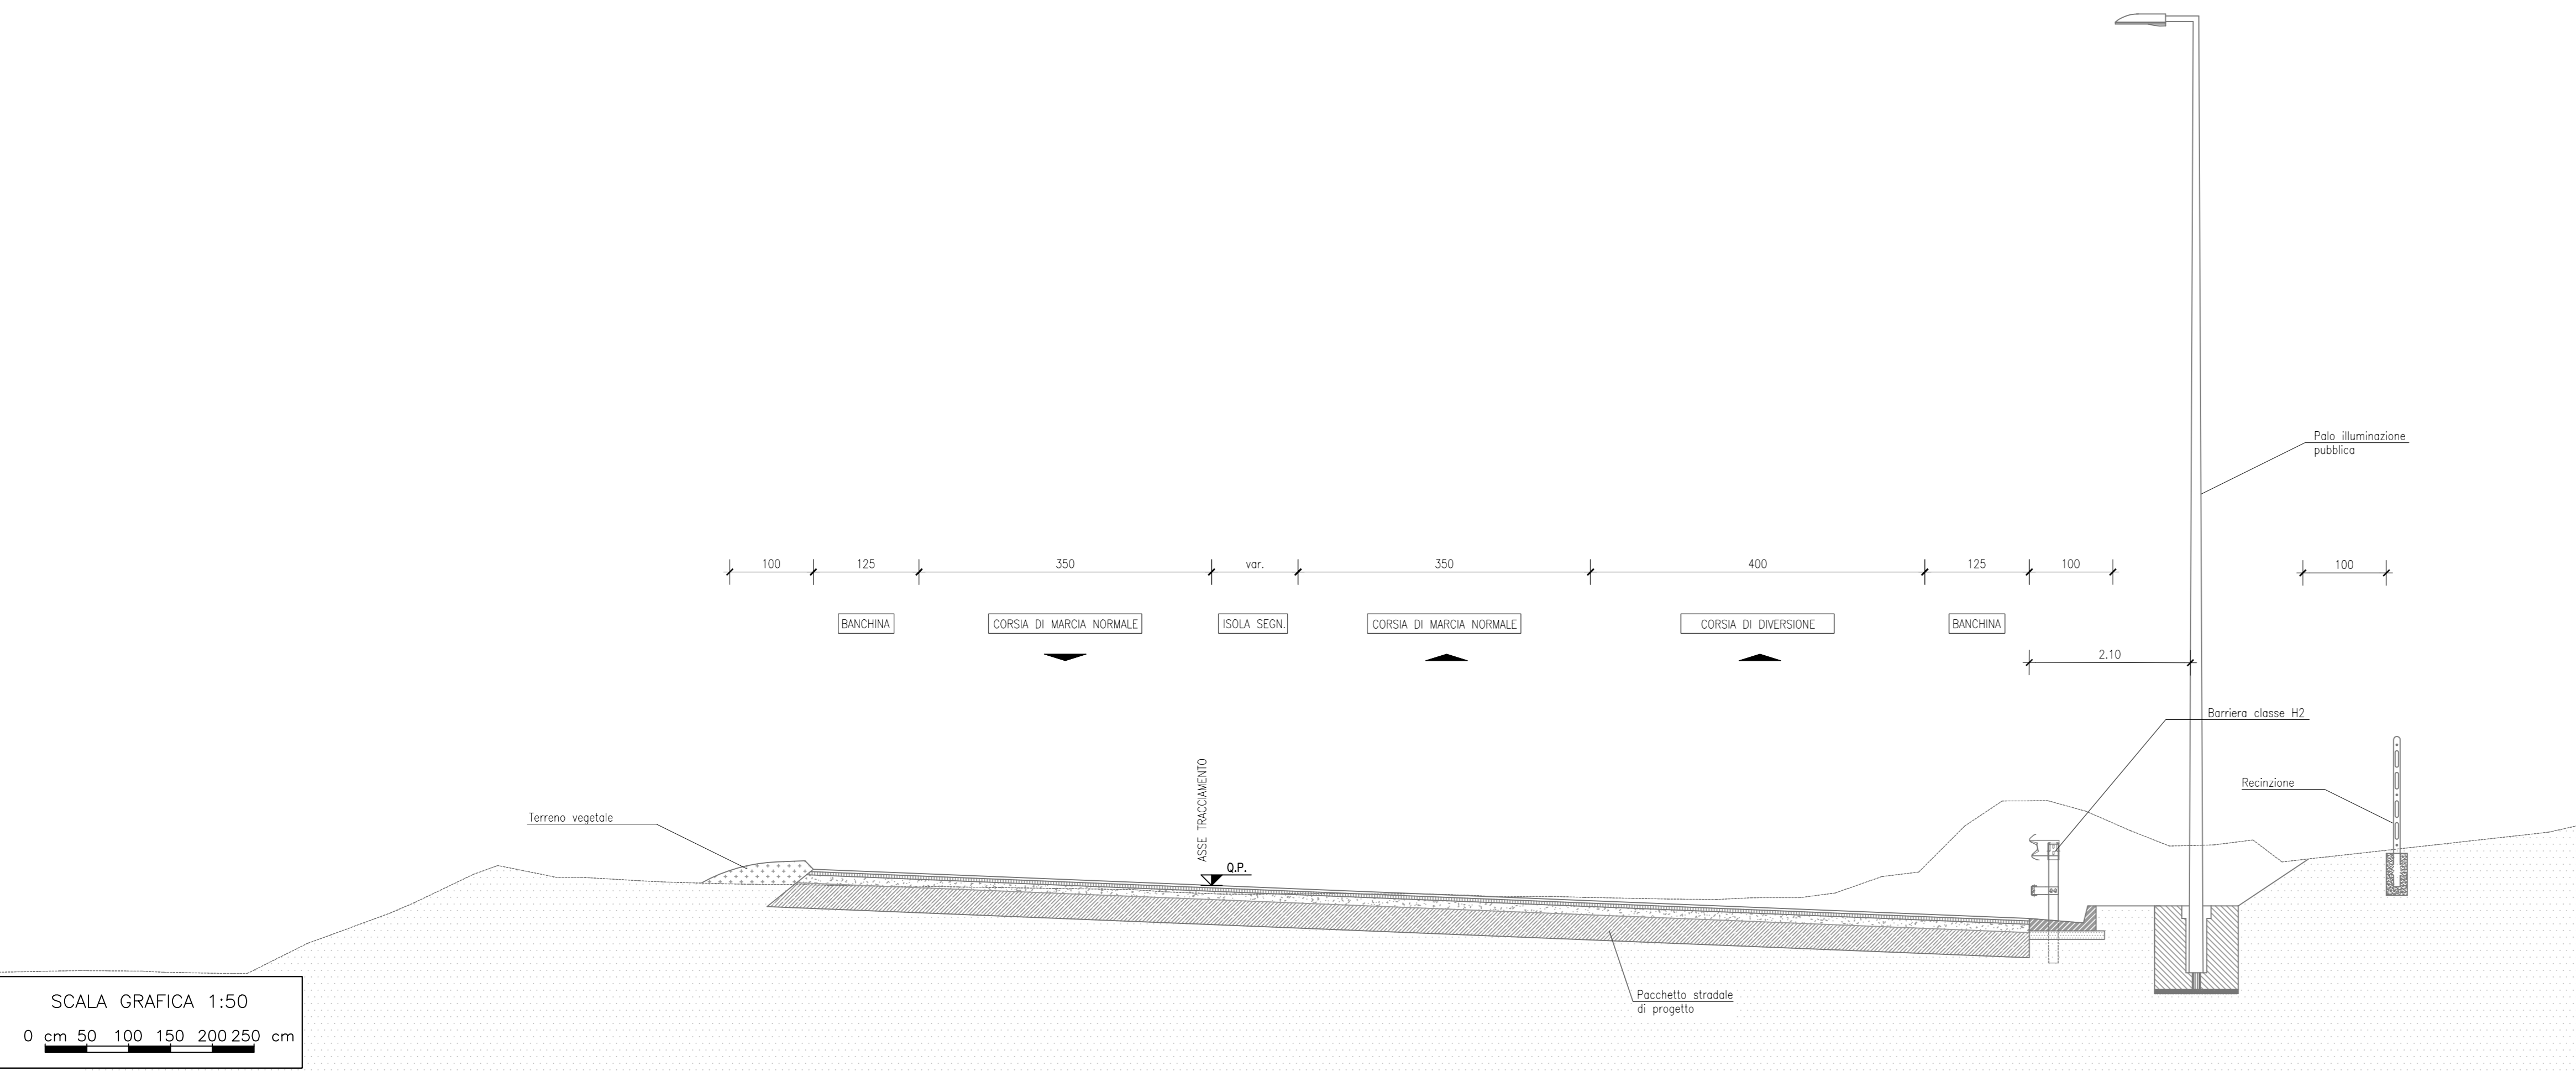 Palo illuminazione
pubblica
100 125 350 var. 350 400 125 100 100
BANCHINA CORSIA DI MARCIA NORMALE ISOLA SEGN. CORSIA DI MARCIA NORMALE CORSIA DI DIVERSIONE BANCHINA
2.10
Barriera classe H2
ASSE TRACCIAMENTO
Recinzione
Terreno vegetale
Q.P.
Pacchetto stradale
di progetto
SCALA GRAFICA 1:50
0 cm 50 100 150 200 250 cm